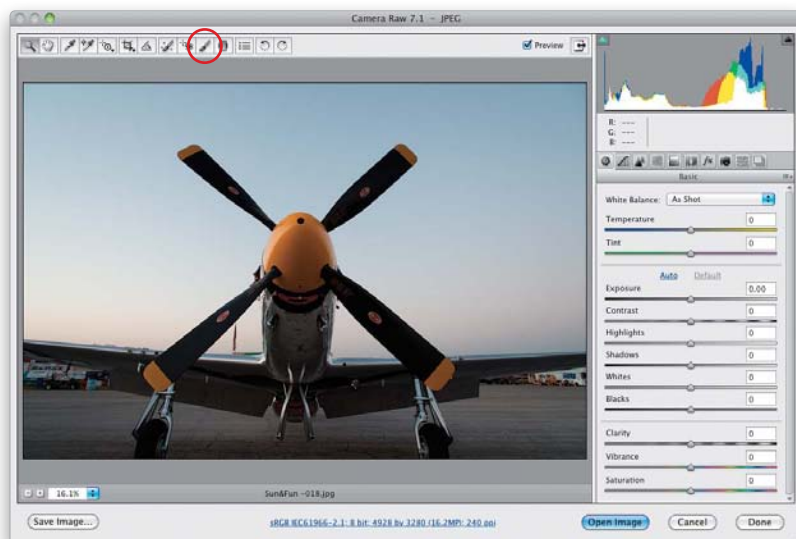 Camera Raw 7.1 - JPEG
Preview
R: ---
G: ---
B: ---
Basic
White Balance: As Shot
Temperature 0
Tint 0
Auto Default
Exposure 0.00
Contrast 0
Highlights 0
Shadows 0
Whites 0
Blacks 0
Clarity 0
Vibrance 0
Saturation 0
16.1%
Sun&Fun -018.jpg
Save Image...
sRGB IEC61966-2.1; 8 bit; 4928 by 3280 (16.2MP); 240 ppi
Open Image
Cancel
Done